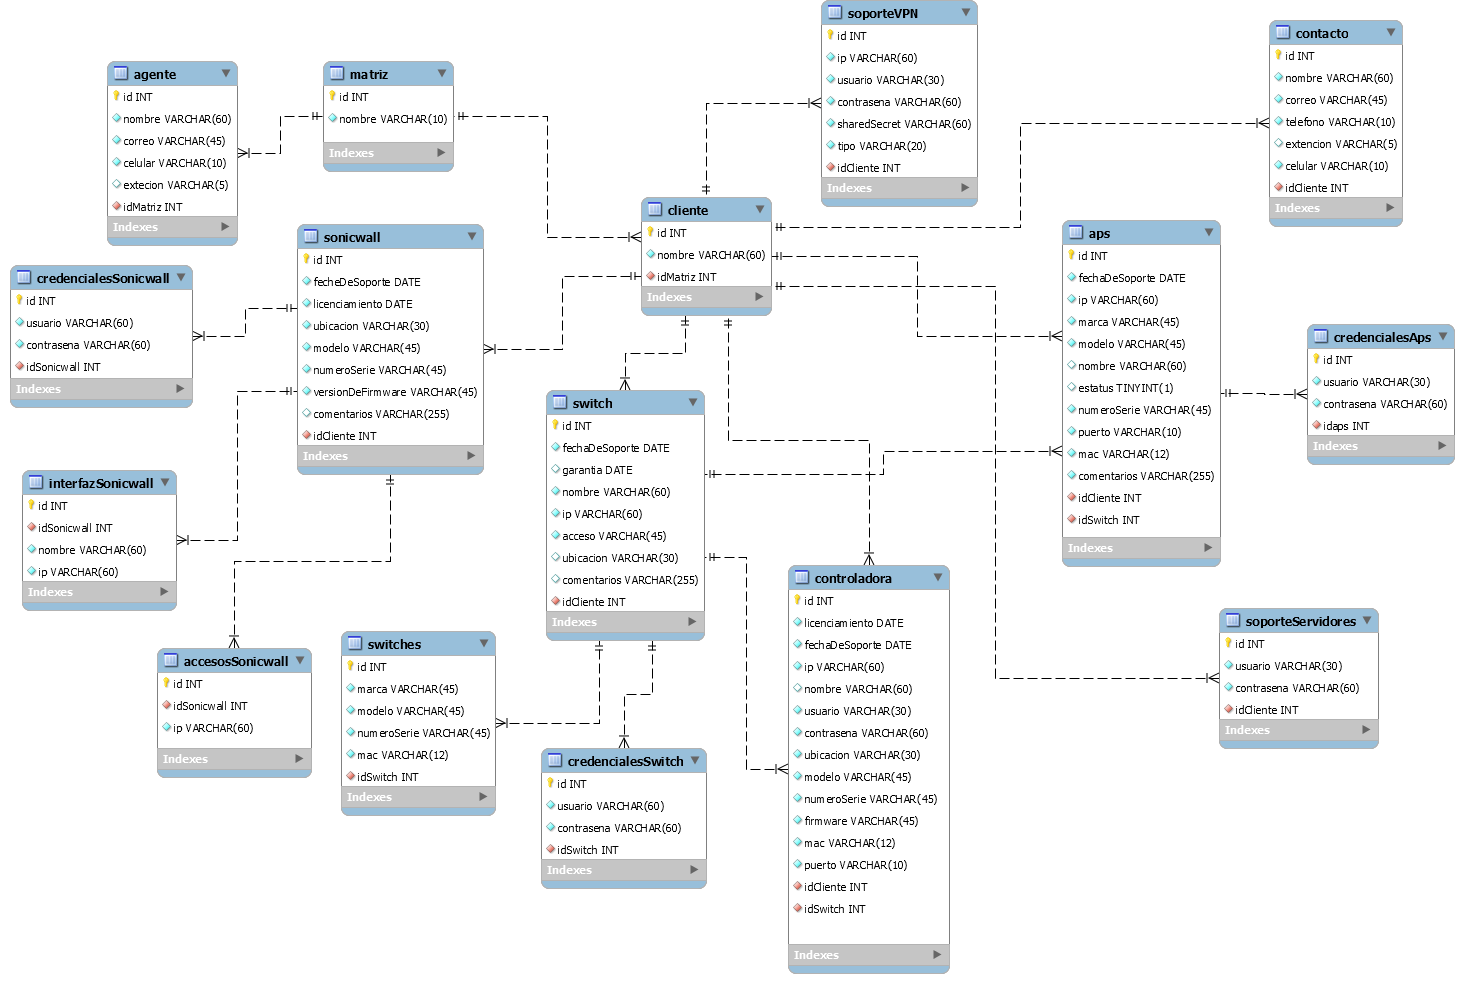 agente
id INT
nombre VARCHAR(60)
correo VARCHAR(45)
celular VARCHAR(10)
extecion VARCHAR(5)
idMatriz INT
Indexes
matriz
id INT
nombre VARCHAR(10)
Indexes
soporteVPN
id INT
ip VARCHAR(60)
usuario VARCHAR(30)
contrasena VARCHAR(60)
sharedSecret VARCHAR(60)
tipo VARCHAR(20)
idCliente INT
Indexes
contacto
id INT
nombre VARCHAR(60)
correo VARCHAR(45)
telefono VARCHAR(10)
extencion VARCHAR(5)
celular VARCHAR(10)
idCliente INT
Indexes
cliente
id INT
nombre VARCHAR(60)
idMatriz INT
Indexes
sonicwall
id INT
fecheDeSoporte DATE
licenciamiento DATE
ubicacion VARCHAR(30)
modelo VARCHAR(45)
numeroSerie VARCHAR(45)
versionDeFirmware VARCHAR(45)
comentarios VARCHAR(255)
idCliente INT
Indexes
credencialesSonicwall
id INT
usuario VARCHAR(60)
contrasena VARCHAR(60)
idSonicwall INT
Indexes
aps
id INT
fechaDeSoporte DATE
ip VARCHAR(60)
marca VARCHAR(45)
modelo VARCHAR(45)
nombre VARCHAR(60)
estatus TINYINT(1)
numeroSerie VARCHAR(45)
puerto VARCHAR(10)
mac VARCHAR(12)
comentarios VARCHAR(255)
idCliente INT
idSwitch INT
Indexes
credencialesAps
id INT
usuario VARCHAR(30)
contrasena VARCHAR(60)
idaps INT
Indexes
switch
id INT
fechaDeSoporte DATE
garantia DATE
nombre VARCHAR(60)
ip VARCHAR(60)
acceso VARCHAR(45)
ubicacion VARCHAR(30)
comentarios VARCHAR(255)
idCliente INT
Indexes
interfazSonicwall
id INT
idSonicwall INT
nombre VARCHAR(60)
ip VARCHAR(60)
Indexes
accesosSonicwall
id INT
idSonicwall INT
ip VARCHAR(60)
Indexes
switches
id INT
marca VARCHAR(45)
modelo VARCHAR(45)
numeroSerie VARCHAR(45)
mac VARCHAR(12)
idSwitch INT
Indexes
credencialesSwitch
id INT
usuario VARCHAR(60)
contrasena VARCHAR(60)
idSwitch INT
Indexes
controladora
id INT
licenciamiento DATE
fechaDeSoporte DATE
ip VARCHAR(60)
nombre VARCHAR(60)
usuario VARCHAR(30)
contrasena VARCHAR(60)
ubicacion VARCHAR(30)
modelo VARCHAR(45)
numeroSerie VARCHAR(45)
firmware VARCHAR(45)
mac VARCHAR(12)
puerto VARCHAR(10)
idCliente INT
idSwitch INT
Indexes
soporteServidores
id INT
usuario VARCHAR(30)
contrasena VARCHAR(60)
idCliente INT
Indexes